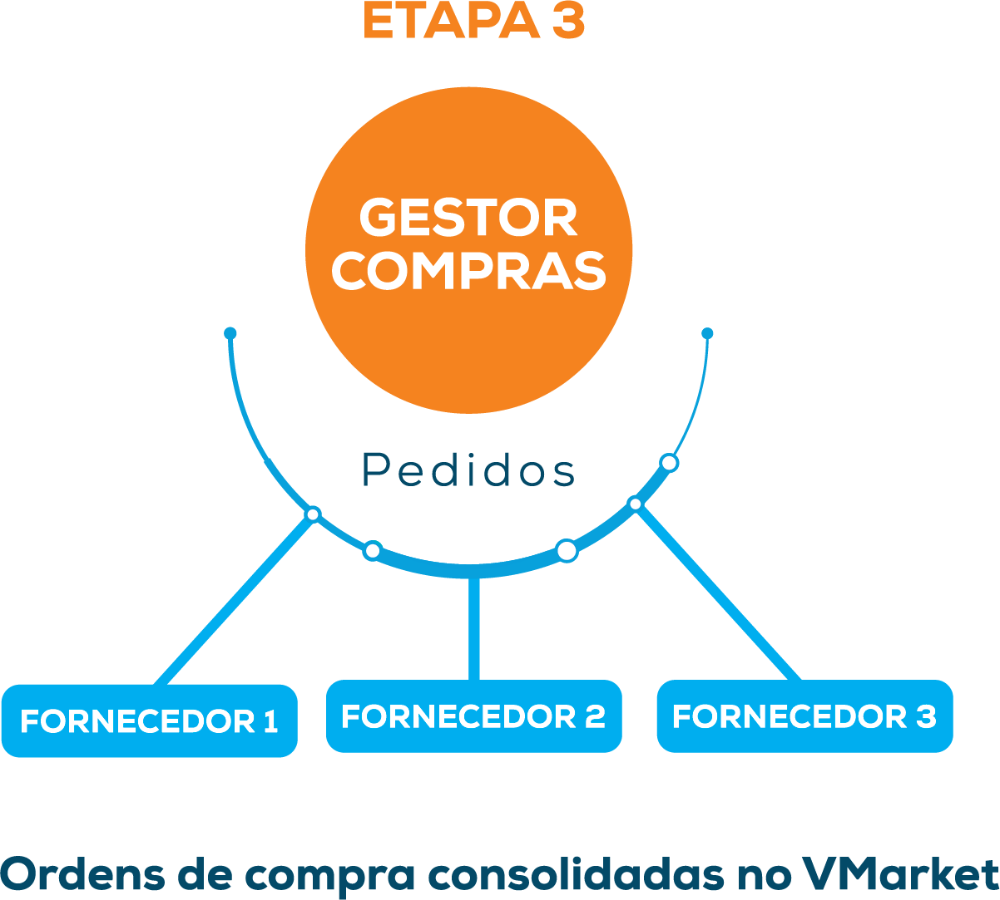 ETAPA 3
GESTOR
COMPRAS
Pedidos
FORNECEDOR 1
FORNECEDOR 2
FORNECEDOR 3
Ordens de compra consolidadas no VMarket